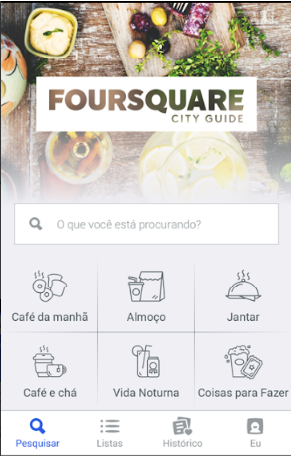 FOURSQUARE
CITY GUIDE
O que você está procurando?
Café da manhã
Almoço
Jantar
Café e chá
Vida Noturna
Coisas para Fazer
Pesquisar
Listas
Histórico
Eu